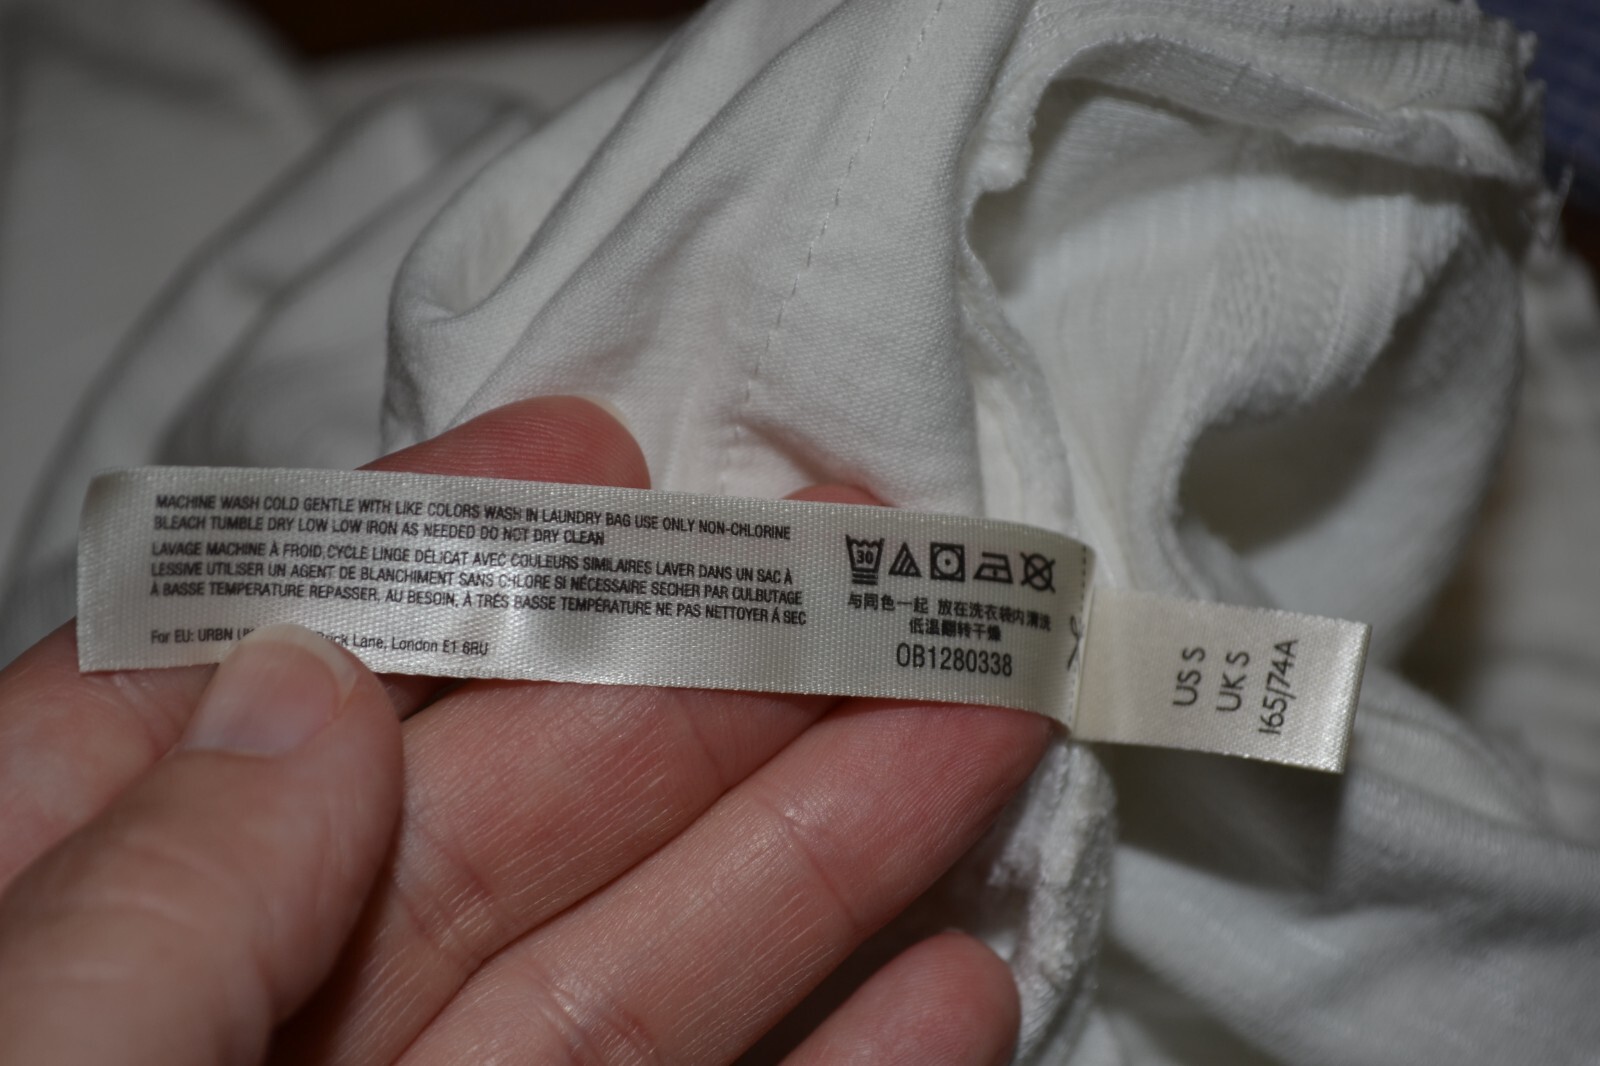 MACHINE WASH COLD GENTLE WITH LIKE COLORS WASH IN LAUNDRY BAG USE ONLY NON-CHLORINE
BLEACH TUMBLE DRY LOW LOW IRON AS NEEDED DO NOT DRY CLEAN
LAVAGE MACHINE À FROID, CYCLE LINGE DÉLICAT AVEC COULEURS SIMILAIRES LAVER DANS UN SAC À
LESSIVE UTILISER UN AGENT DE BLANCHIMENT SANS CHLORE SI NÉCESSAIRE SECHER PAR CULBUTAGE
À BASSE TEMPERATURE REPASSER, AU BESOIN, À TRÈS BASSE TEMPÉRATURE NE PAS NETTOYER À SEC
For EU: URBN Lane, London E1 6RU
30
与同色一起 放在洗衣袋内清洗
低温翻转干燥
OB1280338
US S
UK S
165/74A